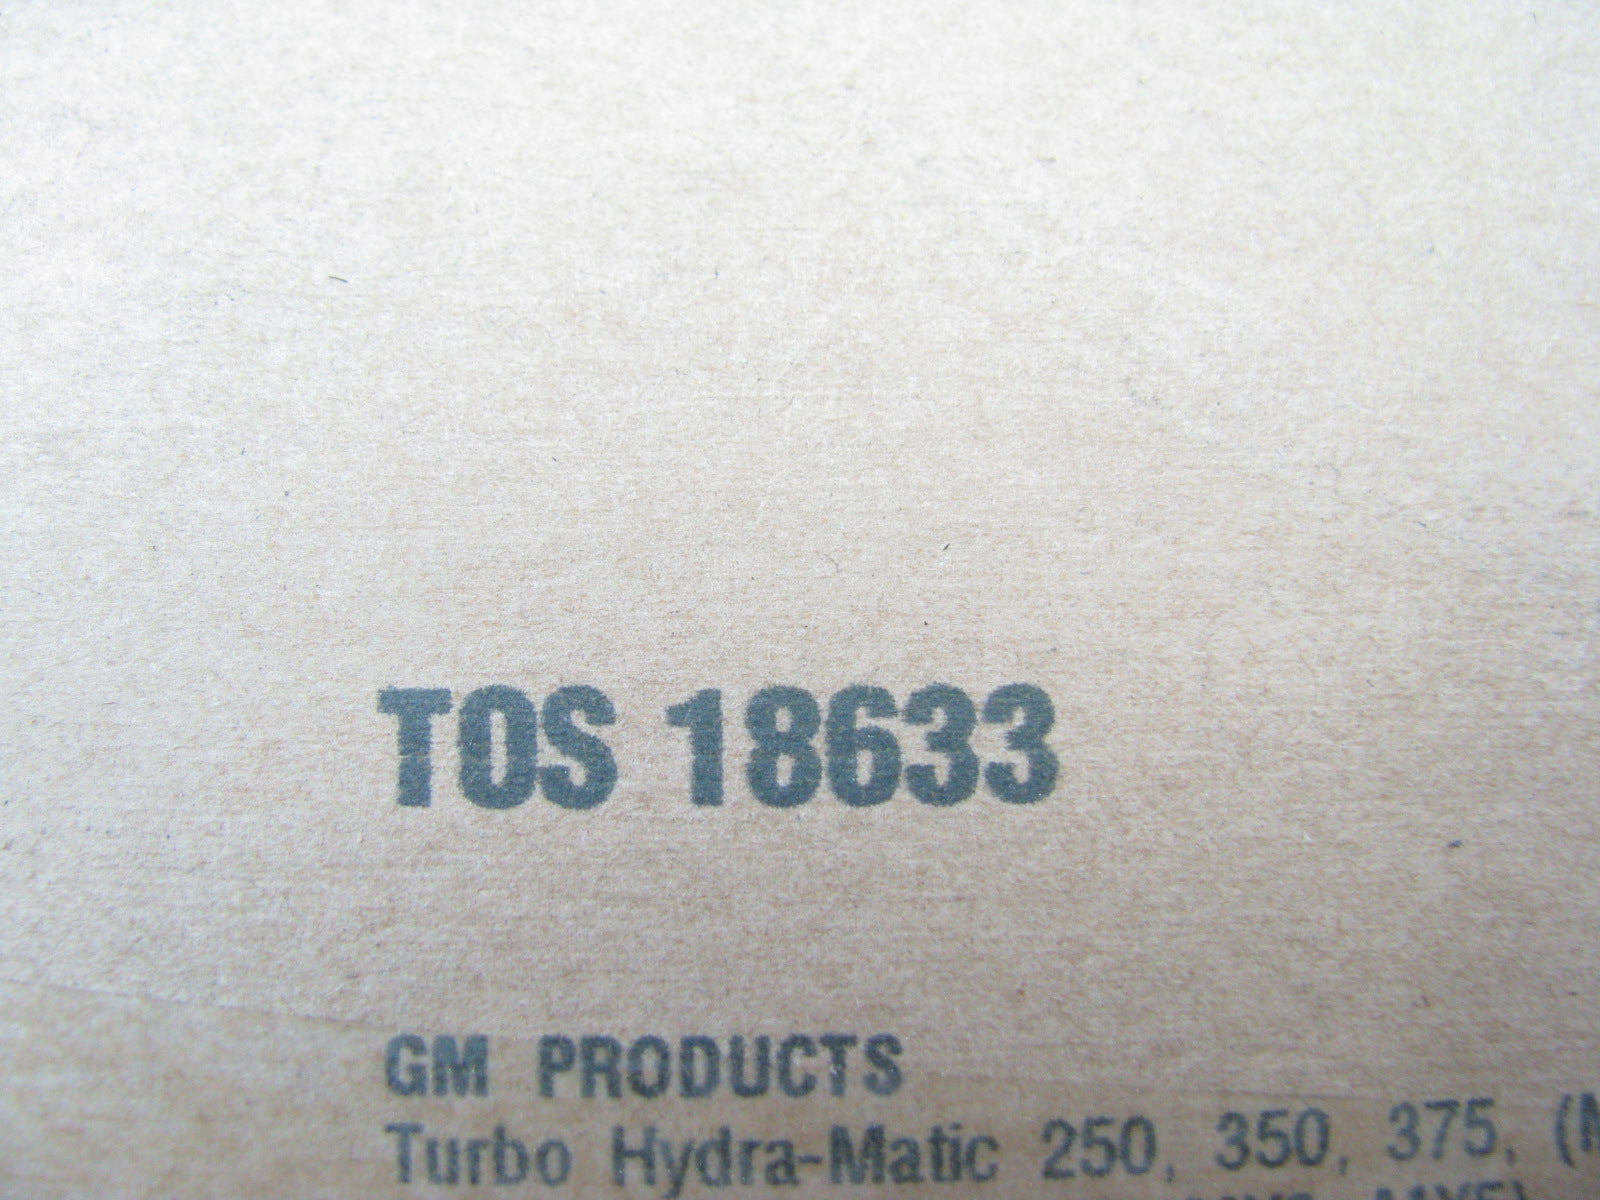 TOS 18633
GM PRODUCTS
Turbo Hydra-Matic 250, 350, 375, (M